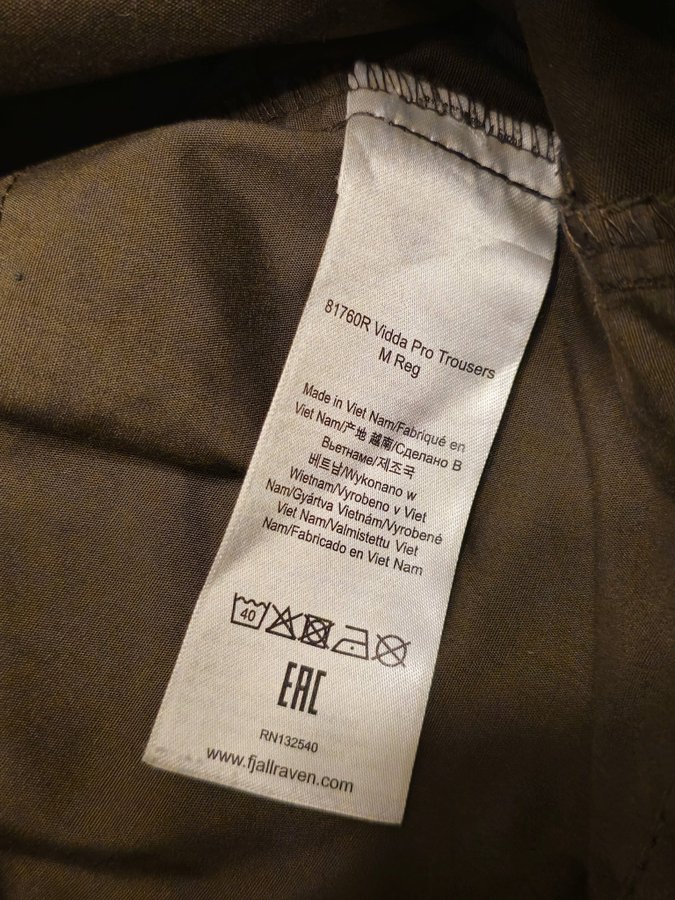 81760R Vidda Pro Trousers
M Reg
Made in Viet Nam/Fabriqué en
Viet Nam/产地 越南/Сделано В
Вьетнаме/제조국
베트남/Wykonano w
Wietnam/Vyrobeno v Viet
Nam/Gyártva Vietnám/Vyrobené
Viet Nam/Valmistettu Viet
Nam/Fabricado en Viet Nam
40
EAC
RN132540
www.fjallraven.com